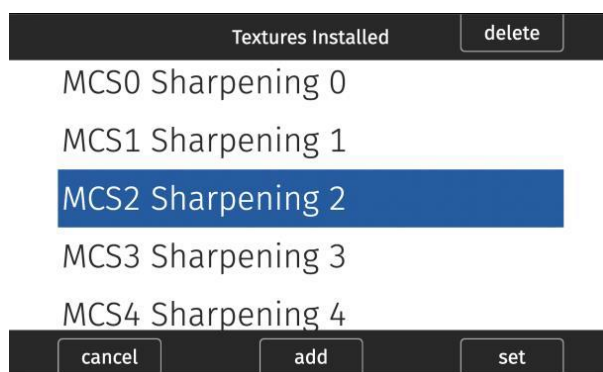 Textures Installed delete
MCS0 Sharpening 0
MCS1 Sharpening 1
MCS2 Sharpening 2
MCS3 Sharpening 3
MCS4 Sharpening 4
cancel add set